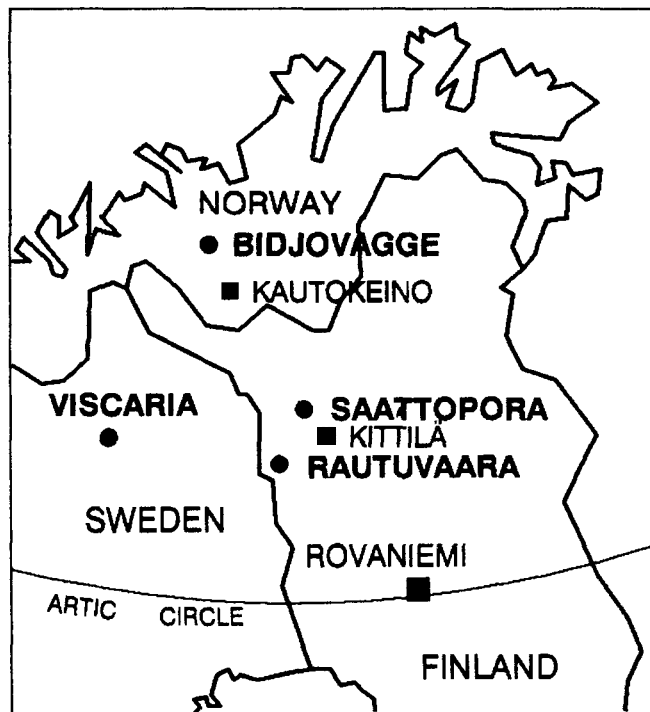 NORWAY
BIDJOVAGGE
KAUTOKEINO
VISCARIA
SAATTOPORA
KITTILÄ
RAUTUVAARA
SWEDEN
ROVANIEMI
ARTIC CIRCLE
FINLAND